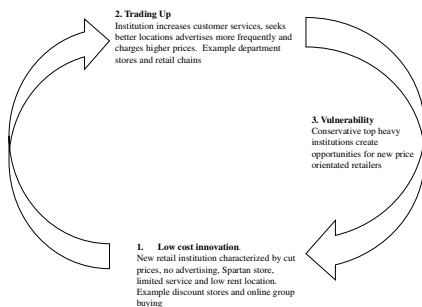 2. Trading Up
Institution increases customer services, seeks
better locations advertises more frequently and
charges higher prices.  Example department
stores and retail chains
3. Vulnerability
Conservative top heavy
institutions create
opportunities for new price
orientated retailers
1. Low cost innovation.
New retail institution characterized by cut
prices, no advertising, Spartan store,
limited service and low rent location.
Example discount stores and online group
buying